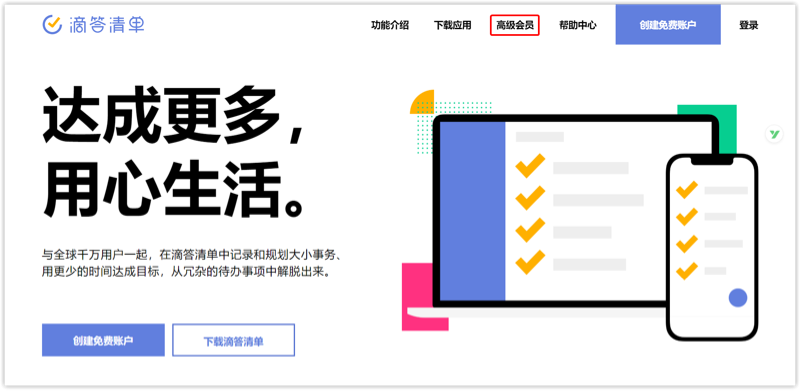 滴答清单
功能介绍 下载应用 高级会员 帮助中心 创建免费账户 登录
达成更多，
用心生活。
与全球千万用户一起，在滴答清单中记录和规划大小事务、
用更少的时间达成目标，从冗杂的待办事项中解脱出来。
创建免费账户 下载滴答清单